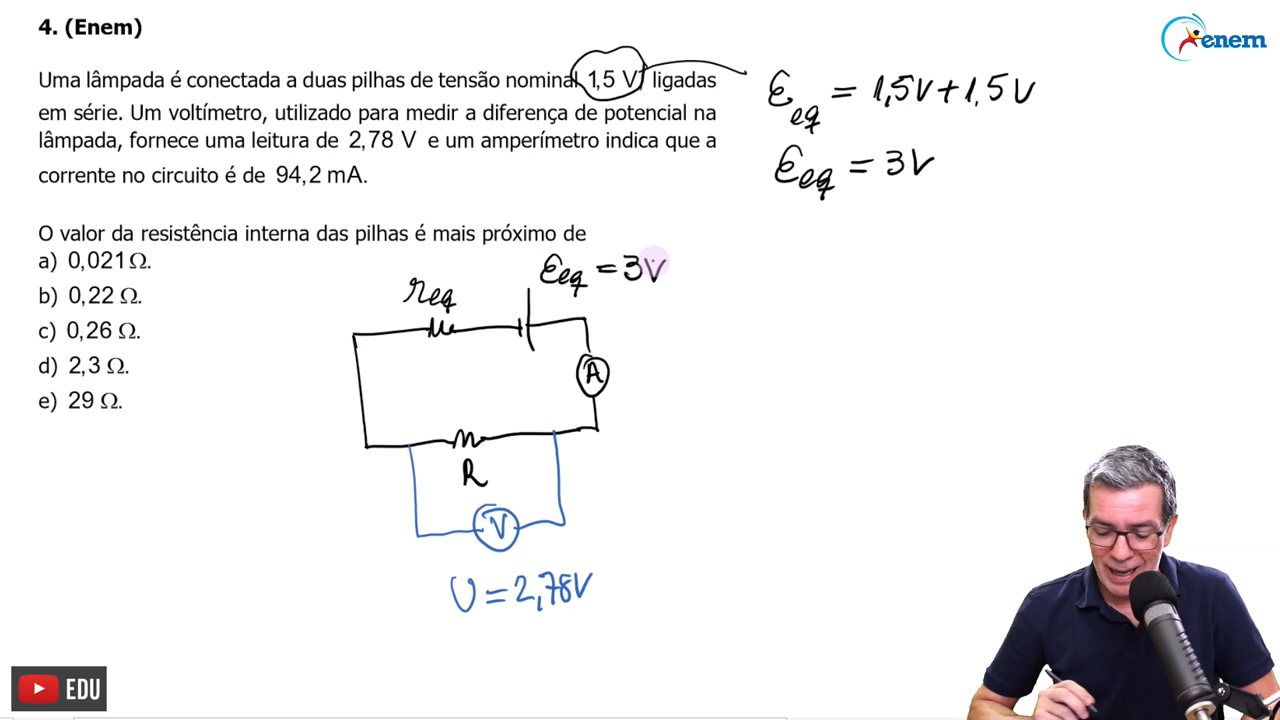 4. (Enem)
enem
Uma lâmpada é conectada a duas pilhas de tensão nominal 1,5 V, ligadas
em série. Um voltímetro, utilizado para medir a diferença de potencial na
lâmpada, fornece uma leitura de 2,78 V e um amperímetro indica que a
corrente no circuito é de 94,2 mA.
Ɛeq = 1,5V + 1,5V
Ɛeq = 3V
O valor da resistência interna das pilhas é mais próximo de
a) 0,021 Ω.
b) 0,22 Ω.
c) 0,26 Ω.
d) 2,3 Ω.
e) 29 Ω.
Ɛeq = 3V
req
A
R
V
U = 2,78V
EDU